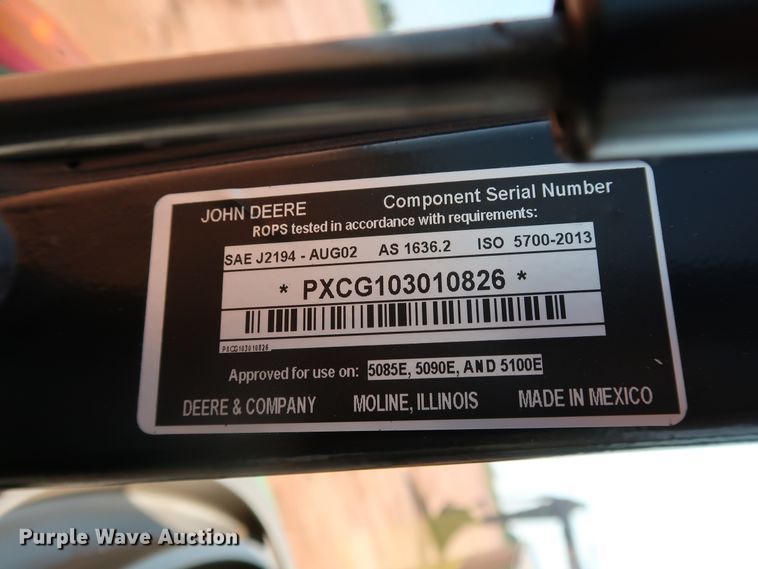 JOHN DEERE Component Serial Number
ROPS tested in accordance with requirements:
SAE J2194 - AUG02 AS 1636.2 ISO 5700-2013
* PXCG103010826 *
PXCG103010826
Approved for use on: 5085E, 5090E, AND 5100E
DEERE & COMPANY MOLINE, ILLINOIS MADE IN MEXICO
Purple Wave Auction